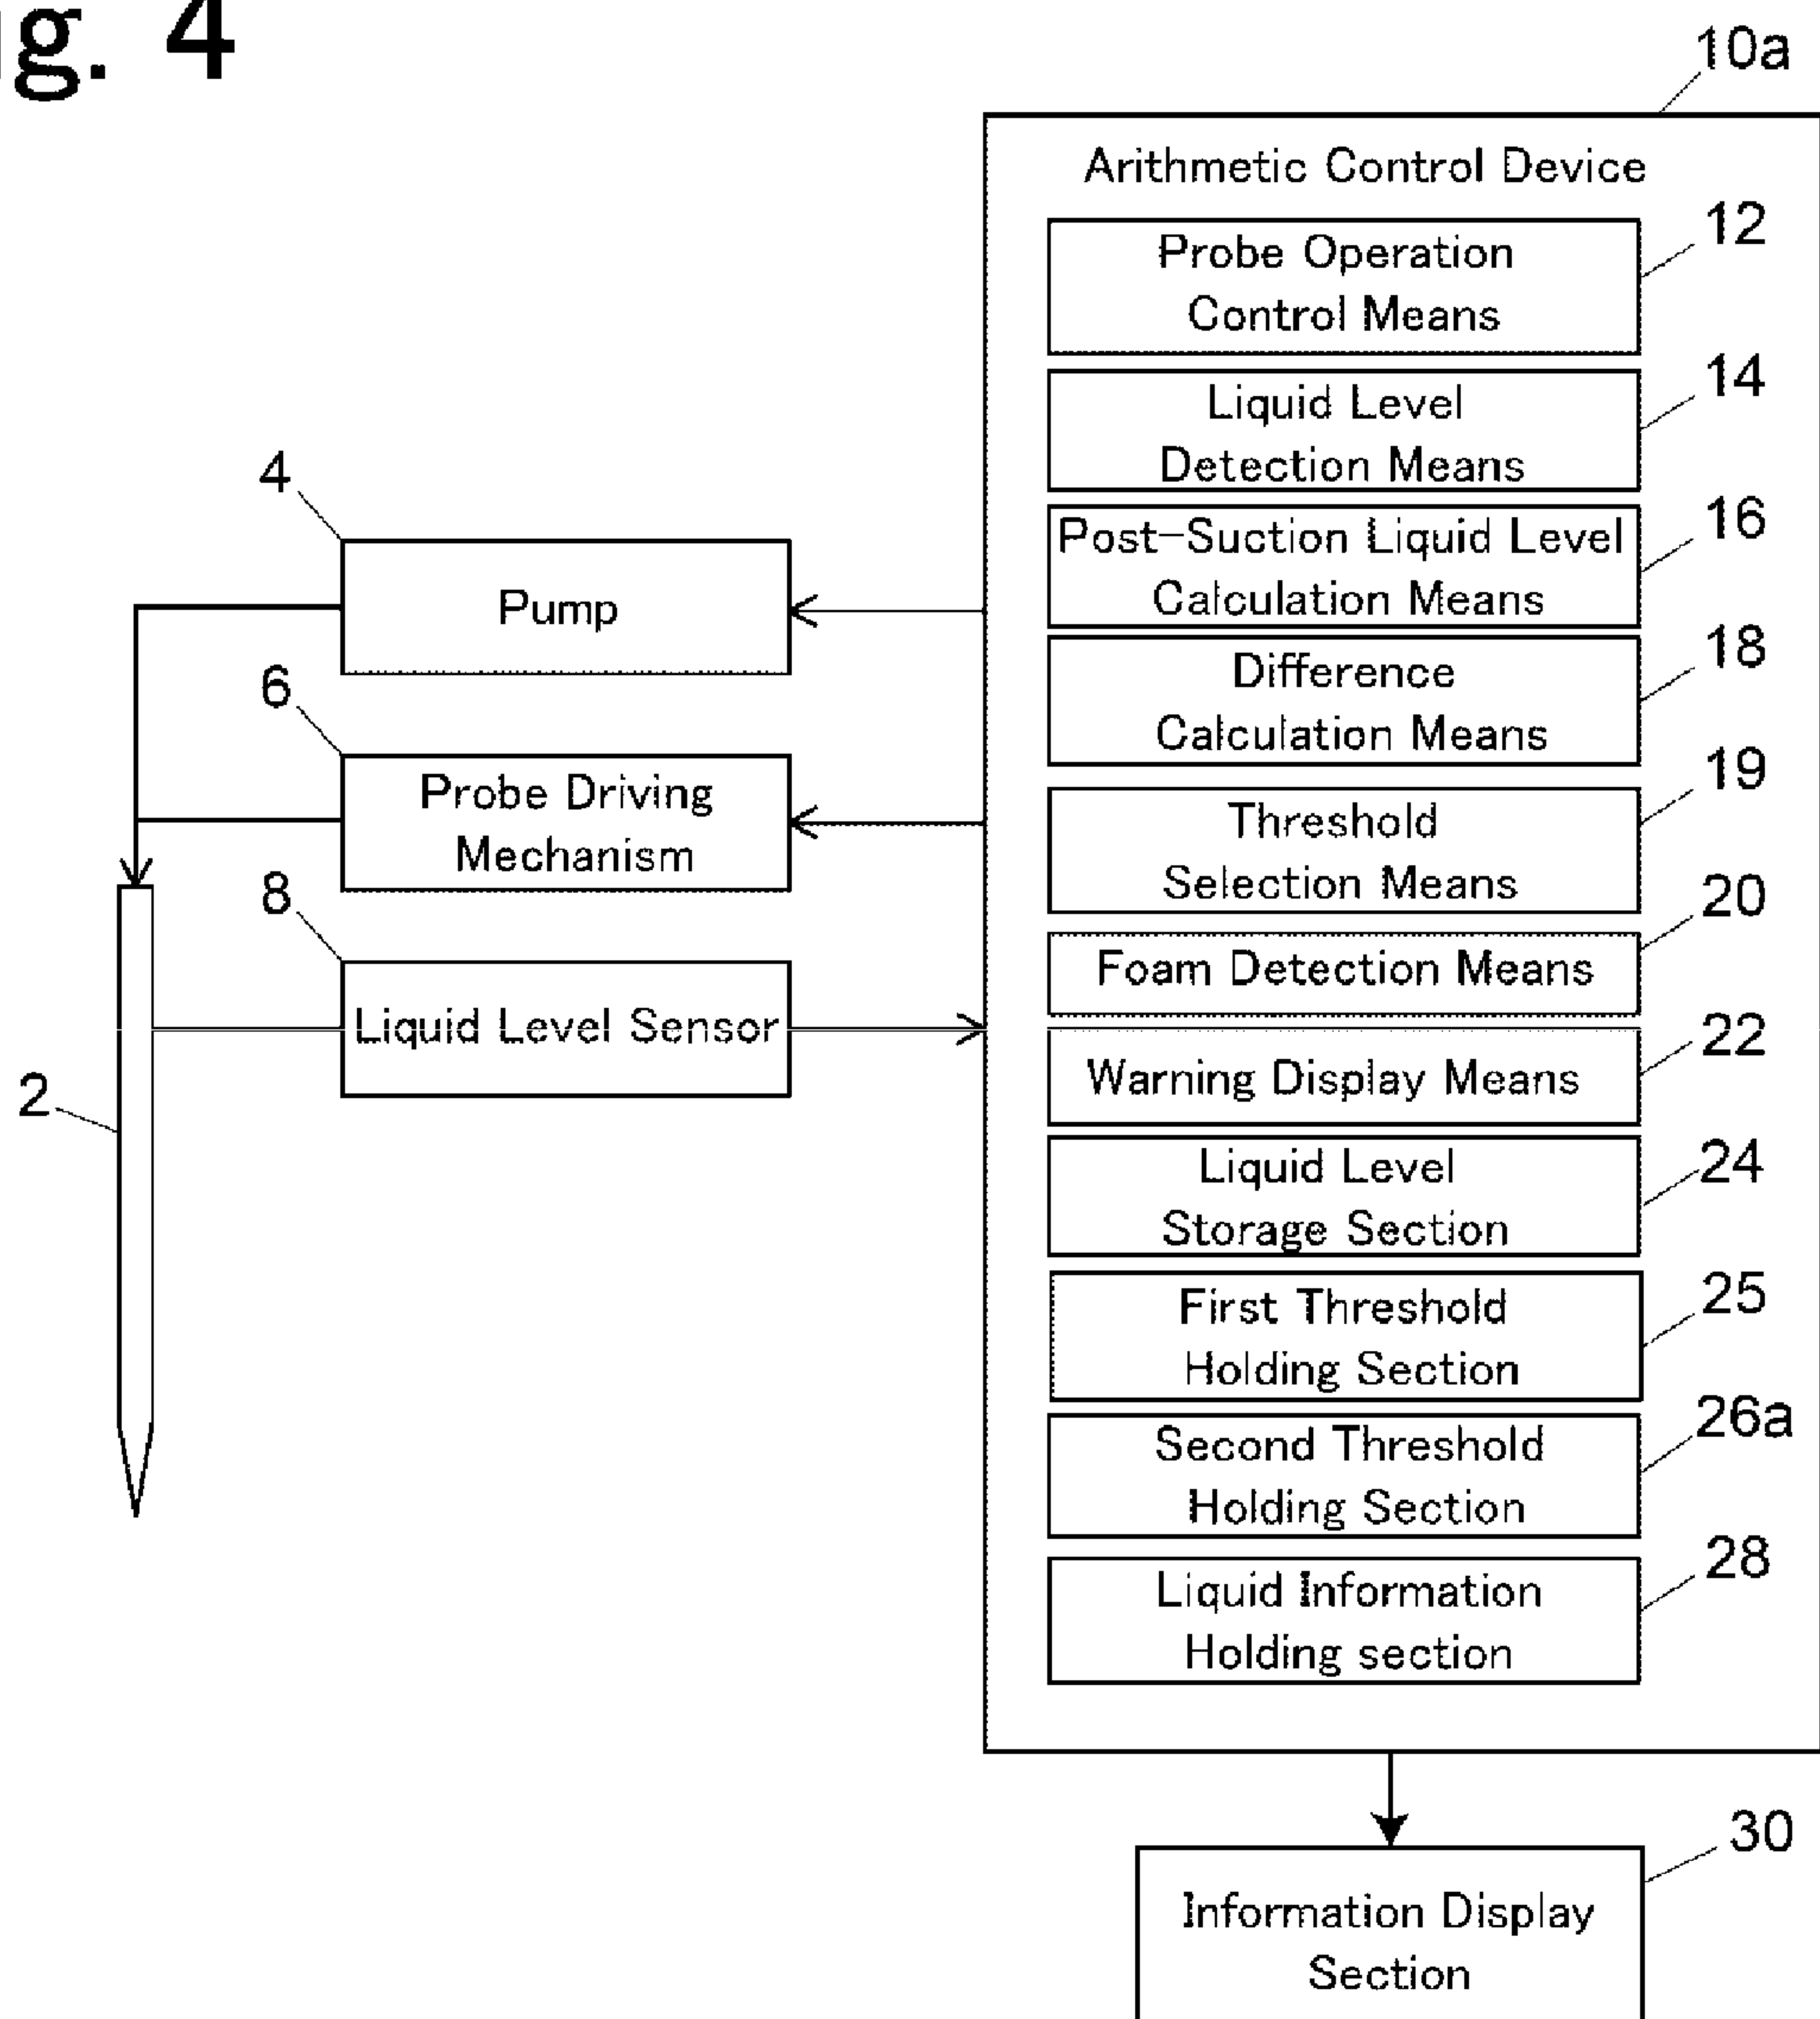 g. 4
10a
Arithmetic Control Device
12
Probe Operation
Control Means
14
Liquid Level
Detection Means
16
Post-Suction Liquid Level
Calculation Means
18
Difference
Calculation Means
19
Threshold
Selection Means
20
Foam Detection Means
22
Warning Display Means
24
Liquid Level
Storage Section
25
First Threshold
Holding Section
26a
Second Threshold
Holding Section
28
Liquid Information
Holding section
4
Pump
6
Probe Driving
Mechanism
8
Liquid Level Sensor
2
30
Information Display
Section